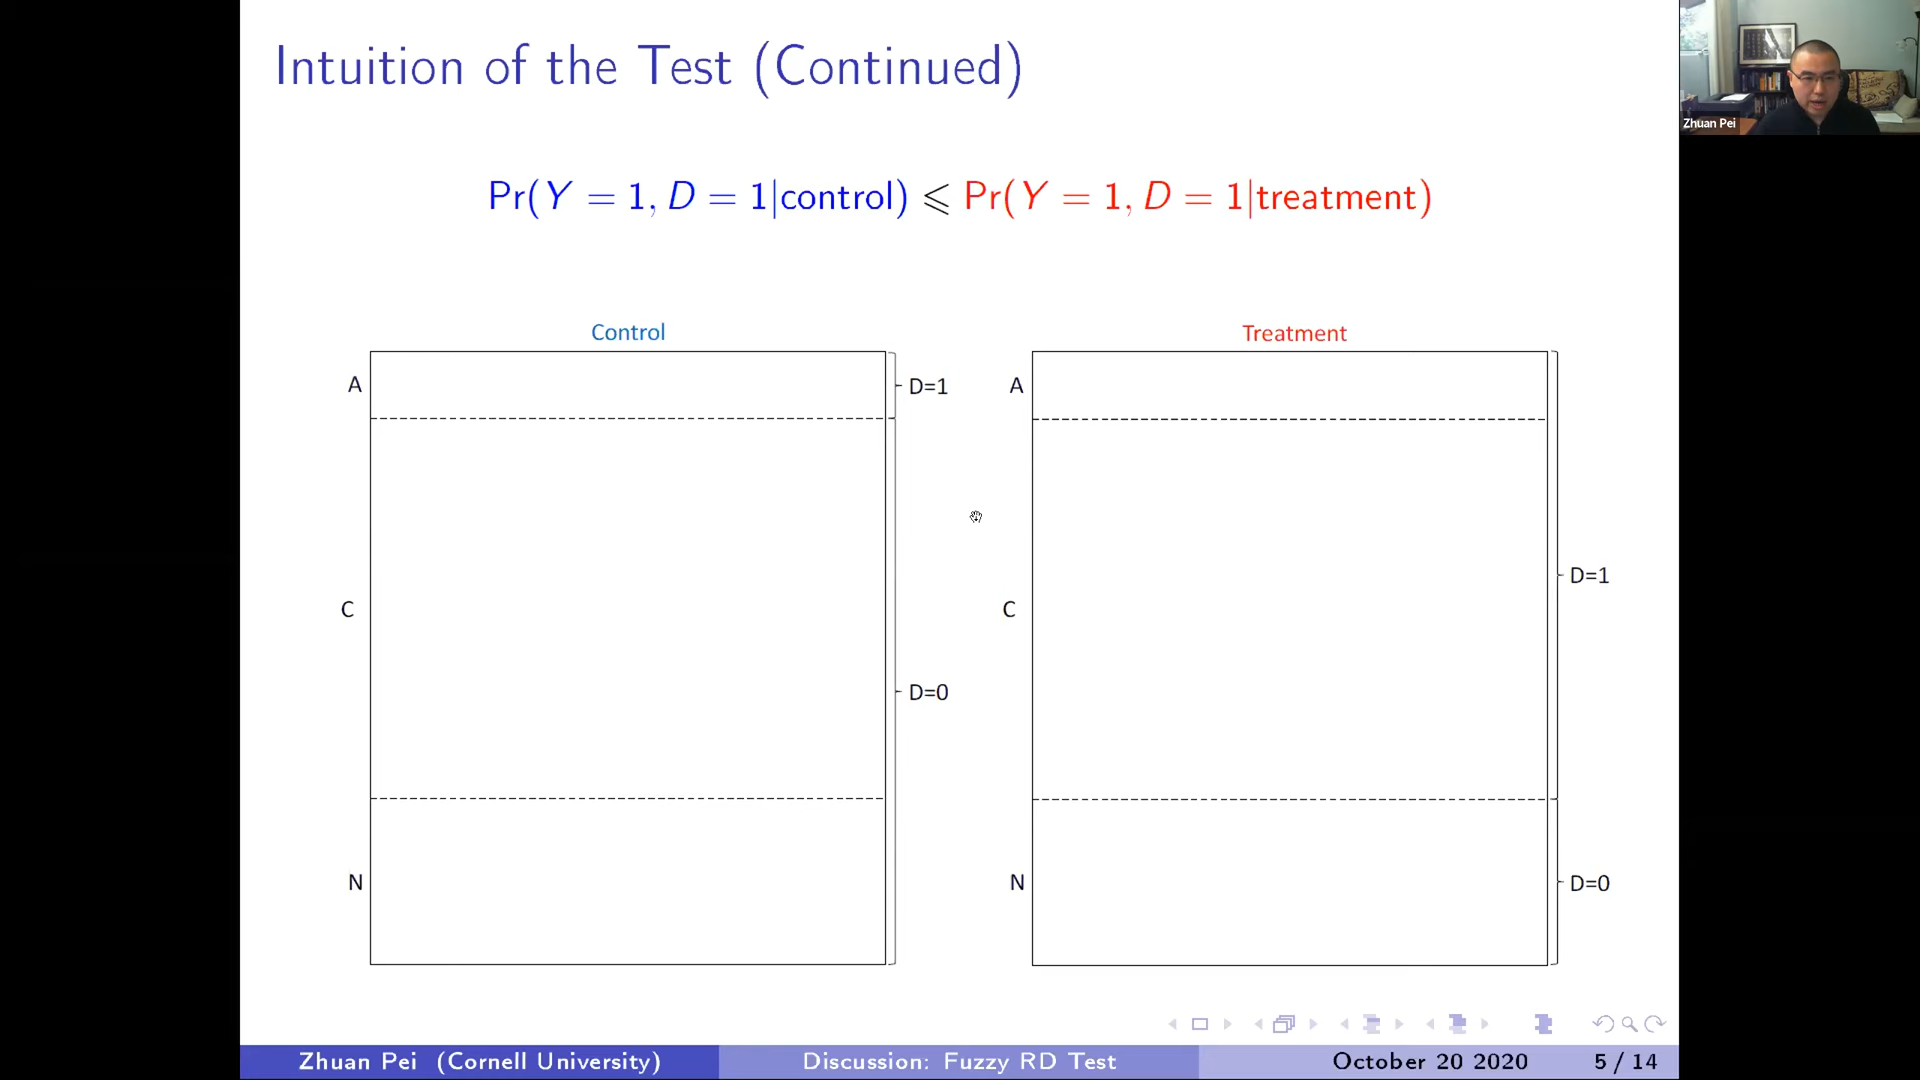 Intuition of the Test (Continued)
Zhuan Pei
Pr(Y = 1, D = 1|control) ⩽ Pr(Y = 1, D = 1|treatment)
Control
Treatment
A
D=1
A
D=1
C
C
D=0
N
N
D=0
Zhuan Pei (Cornell University)
Discussion: Fuzzy RD Test
October 20 2020
5 / 14